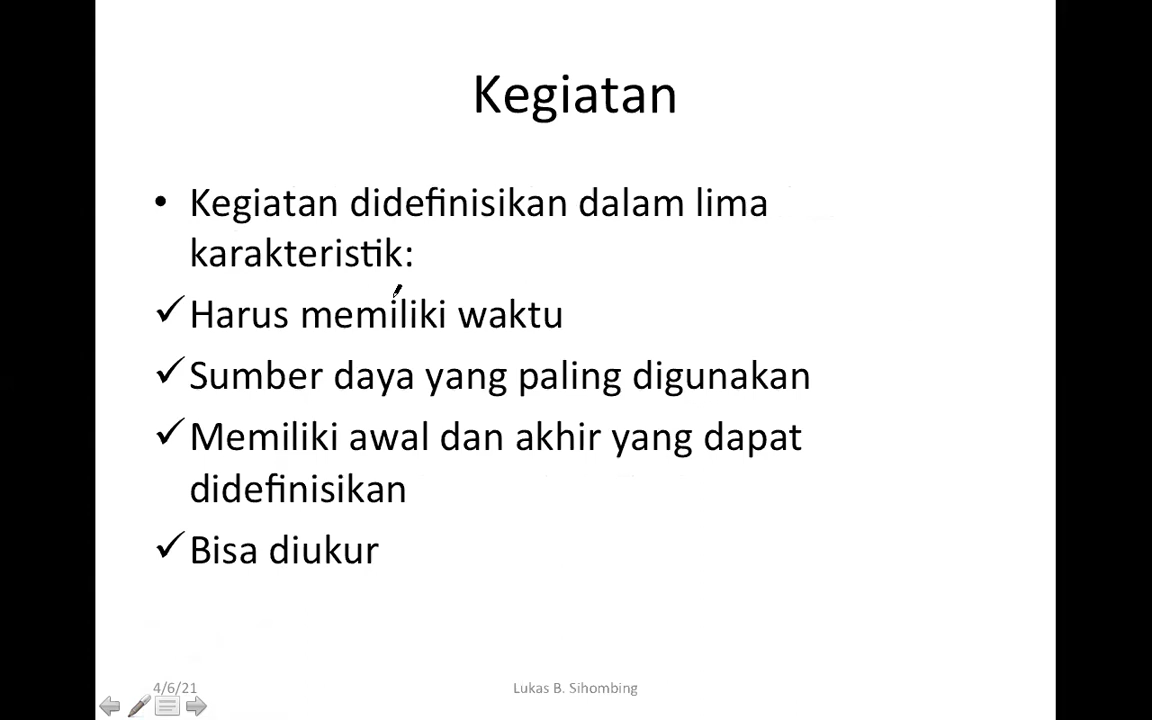 Kegiatan
• Kegiatan didefinisikan dalam lima
karakteristik:
✓ Harus memiliki waktu
✓ Sumber daya yang paling digunakan
✓ Memiliki awal dan akhir yang dapat
didefinisikan
✓ Bisa diukur
4/6/21
Lukas B. Sihombing